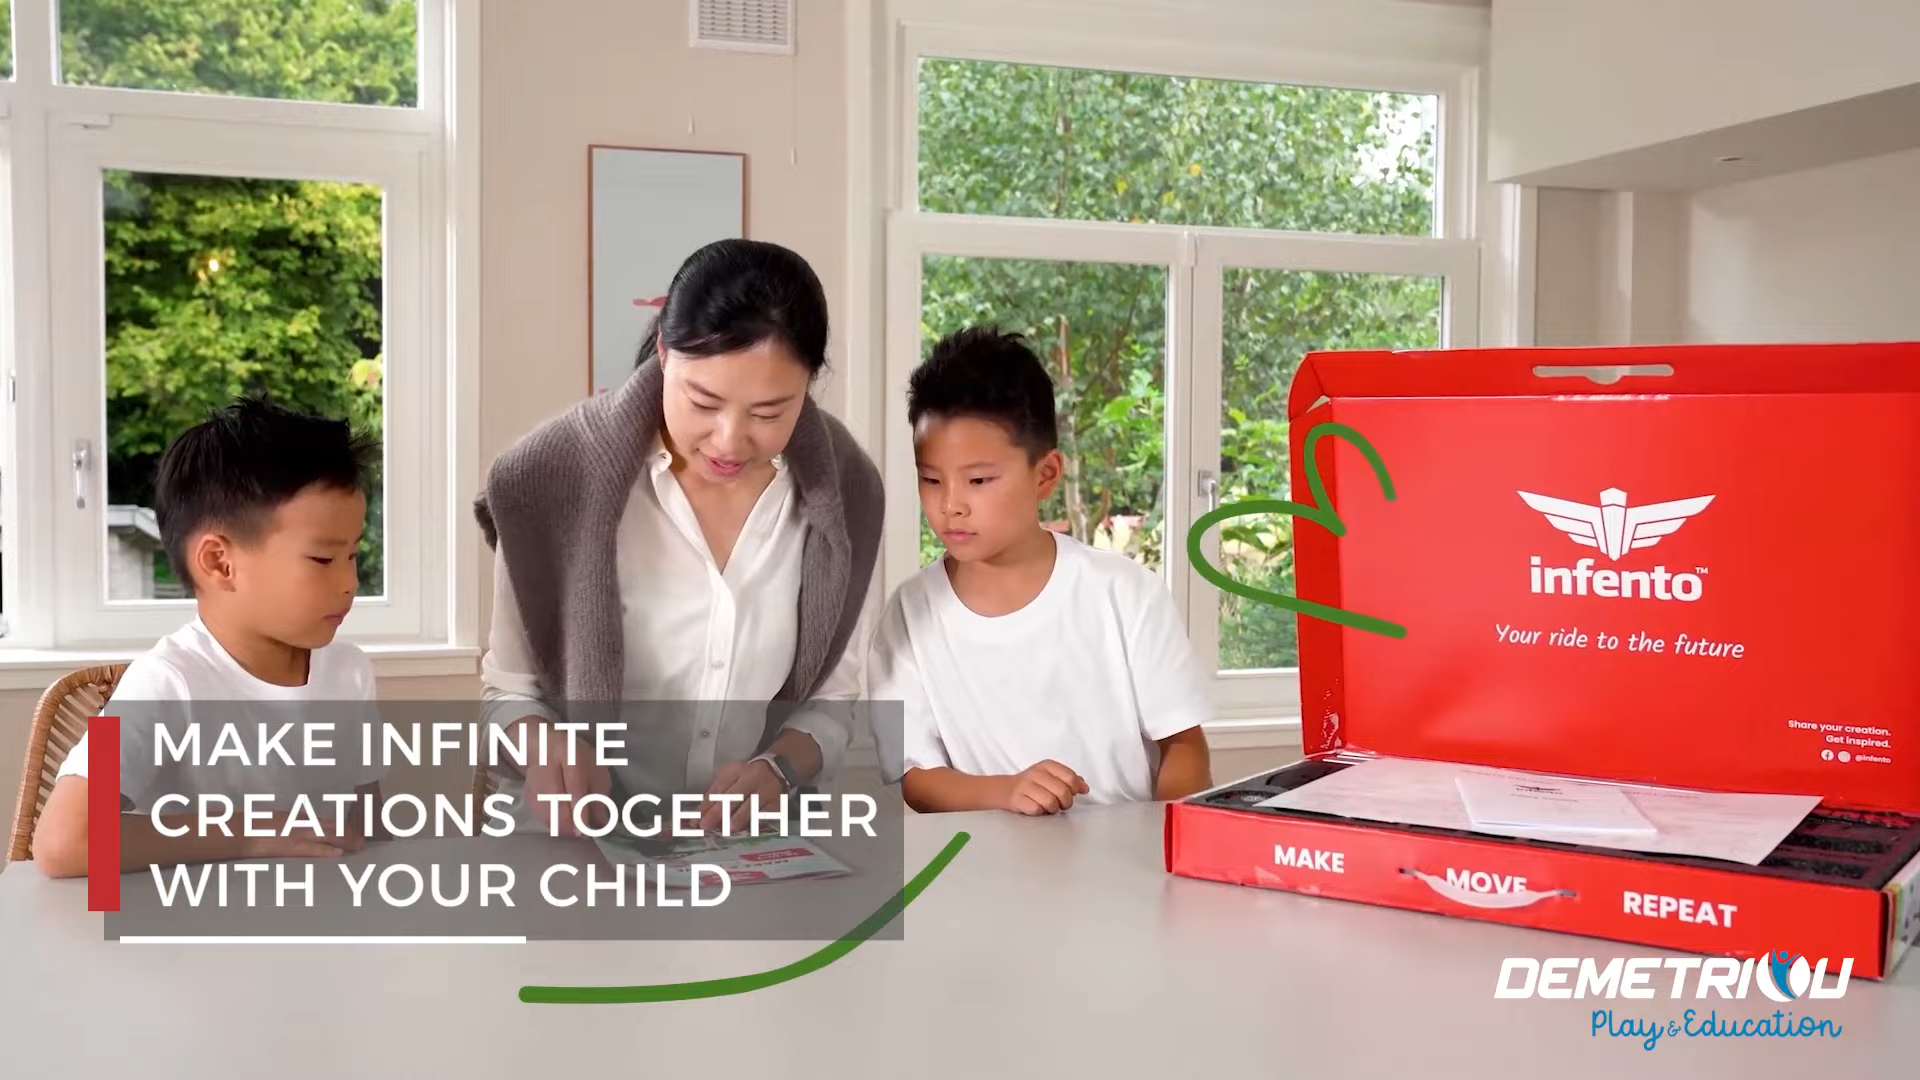 MAKE INFINITE
CREATIONS TOGETHER
WITH YOUR CHILD
infento™
Your ride to the future
Share your creation.
Get inspired.
@infento
MAKE MOVE REPEAT
DEMETRIOU
Play & Education